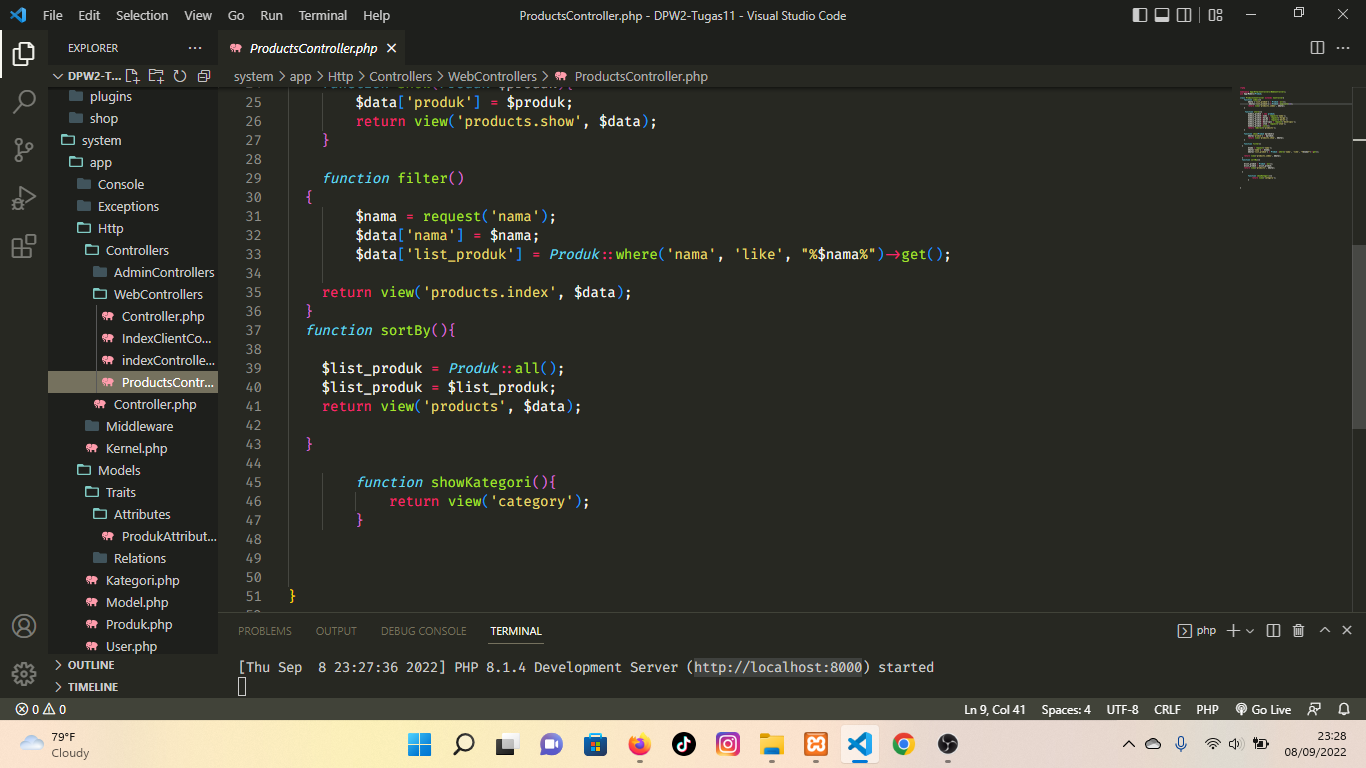 File Edit Selection View Go Run Terminal Help ProductsController.php - DPW2-Tugas11 - Visual Studio Code
EXPLORER
DPW2-T...
plugins
shop
system
app
Console
Exceptions
Http
Controllers
AdminControllers
WebControllers
Controller.php
IndexClientCo...
indexControlle...
ProductsContr...
Controller.php
Middleware
Kernel.php
Models
Traits
Attributes
ProdukAttribut...
Relations
Kategori.php
Model.php
Produk.php
User.php
OUTLINE
TIMELINE
ProductsController.php
system > app > Http > Controllers > WebControllers > ProductsController.php
25 $data['produk'] = $produk;
26 return view('products.show', $data);
27 }
28
29 function filter()
30 {
31 $nama = request('nama');
32 $data['nama'] = $nama;
33 $data['list_produk'] = Produk::where('nama', 'like', "%$nama%")->get();
34
35 return view('products.index', $data);
36 }
37 function sortBy(){
38
39 $list_produk = Produk::all();
40 $list_produk = $list_produk;
41 return view('products', $data);
42
43 }
44
45 function showKategori(){
46 return view('category');
47 }
48
49
50
51 }
PROBLEMS OUTPUT DEBUG CONSOLE TERMINAL php
[Thu Sep  8 23:27:36 2022] PHP 8.1.4 Development Server (http://localhost:8000) started
0 0 Ln 9, Col 41 Spaces: 4 UTF-8 CRLF PHP Go Live
79°F
Cloudy
23:28
08/09/2022